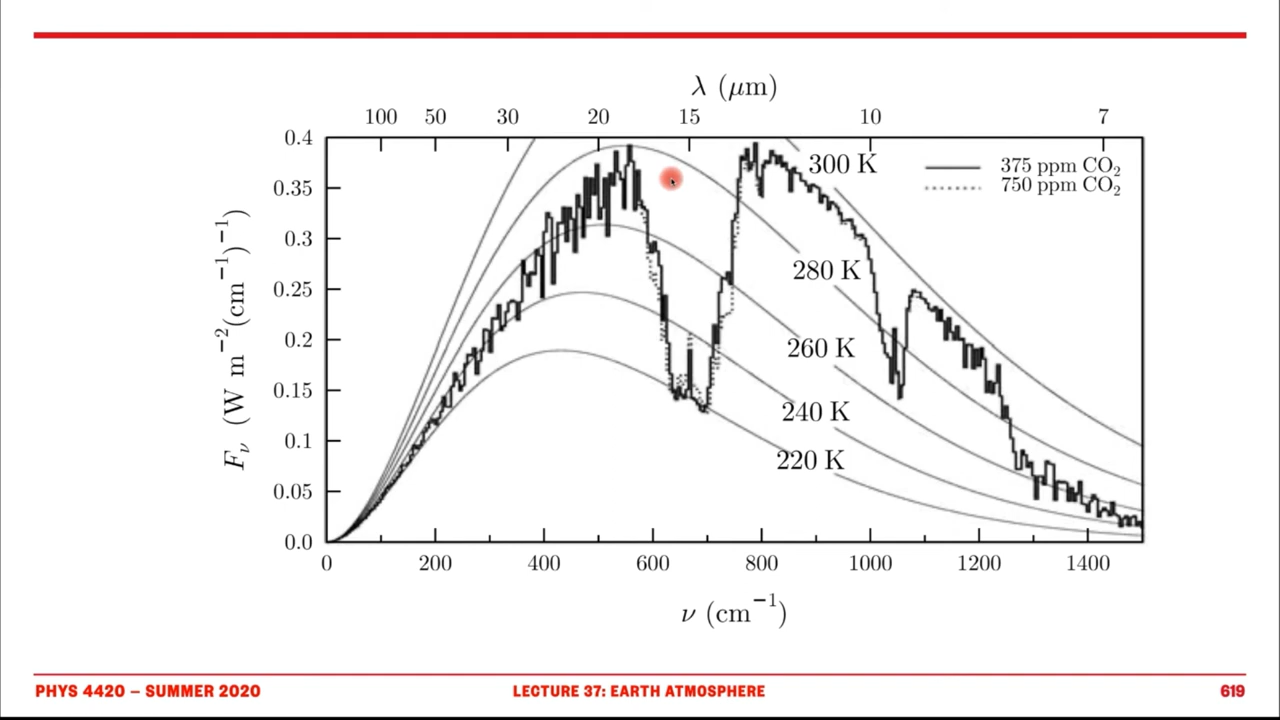 λ (μm)
100 50 30 20 15 10 7
0.4
0.35
0.3
0.25
0.2
0.15
0.1
0.05
0.0
F_ν (W m⁻²(cm⁻¹)⁻¹)
300 K
280 K
260 K
240 K
220 K
375 ppm CO₂
750 ppm CO₂
0 200 400 600 800 1000 1200 1400
ν (cm⁻¹)
PHYS 4420 – SUMMER 2020 LECTURE 37: EARTH ATMOSPHERE 619